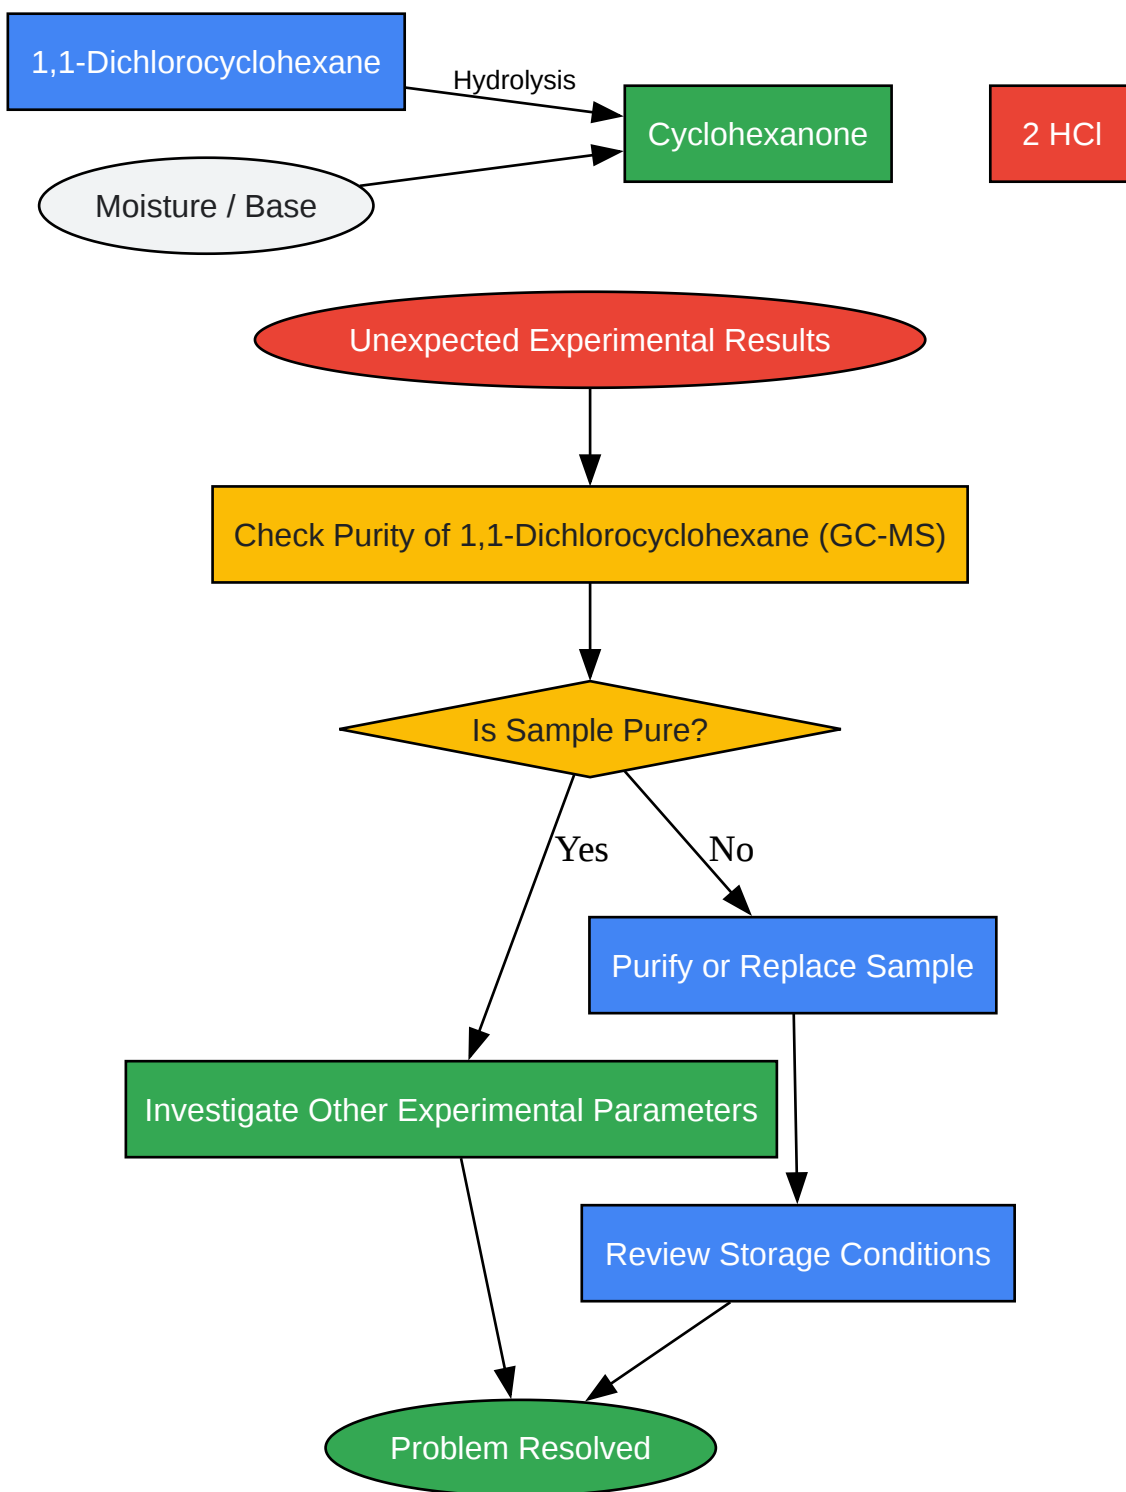 1,1-Dichlorocyclohexane
Hydrolysis
Cyclohexanone
2 HCl
Moisture / Base
Unexpected Experimental Results
Check Purity of 1,1-Dichlorocyclohexane (GC-MS)
Is Sample Pure?
Yes
No
Purify or Replace Sample
Investigate Other Experimental Parameters
Review Storage Conditions
Problem Resolved